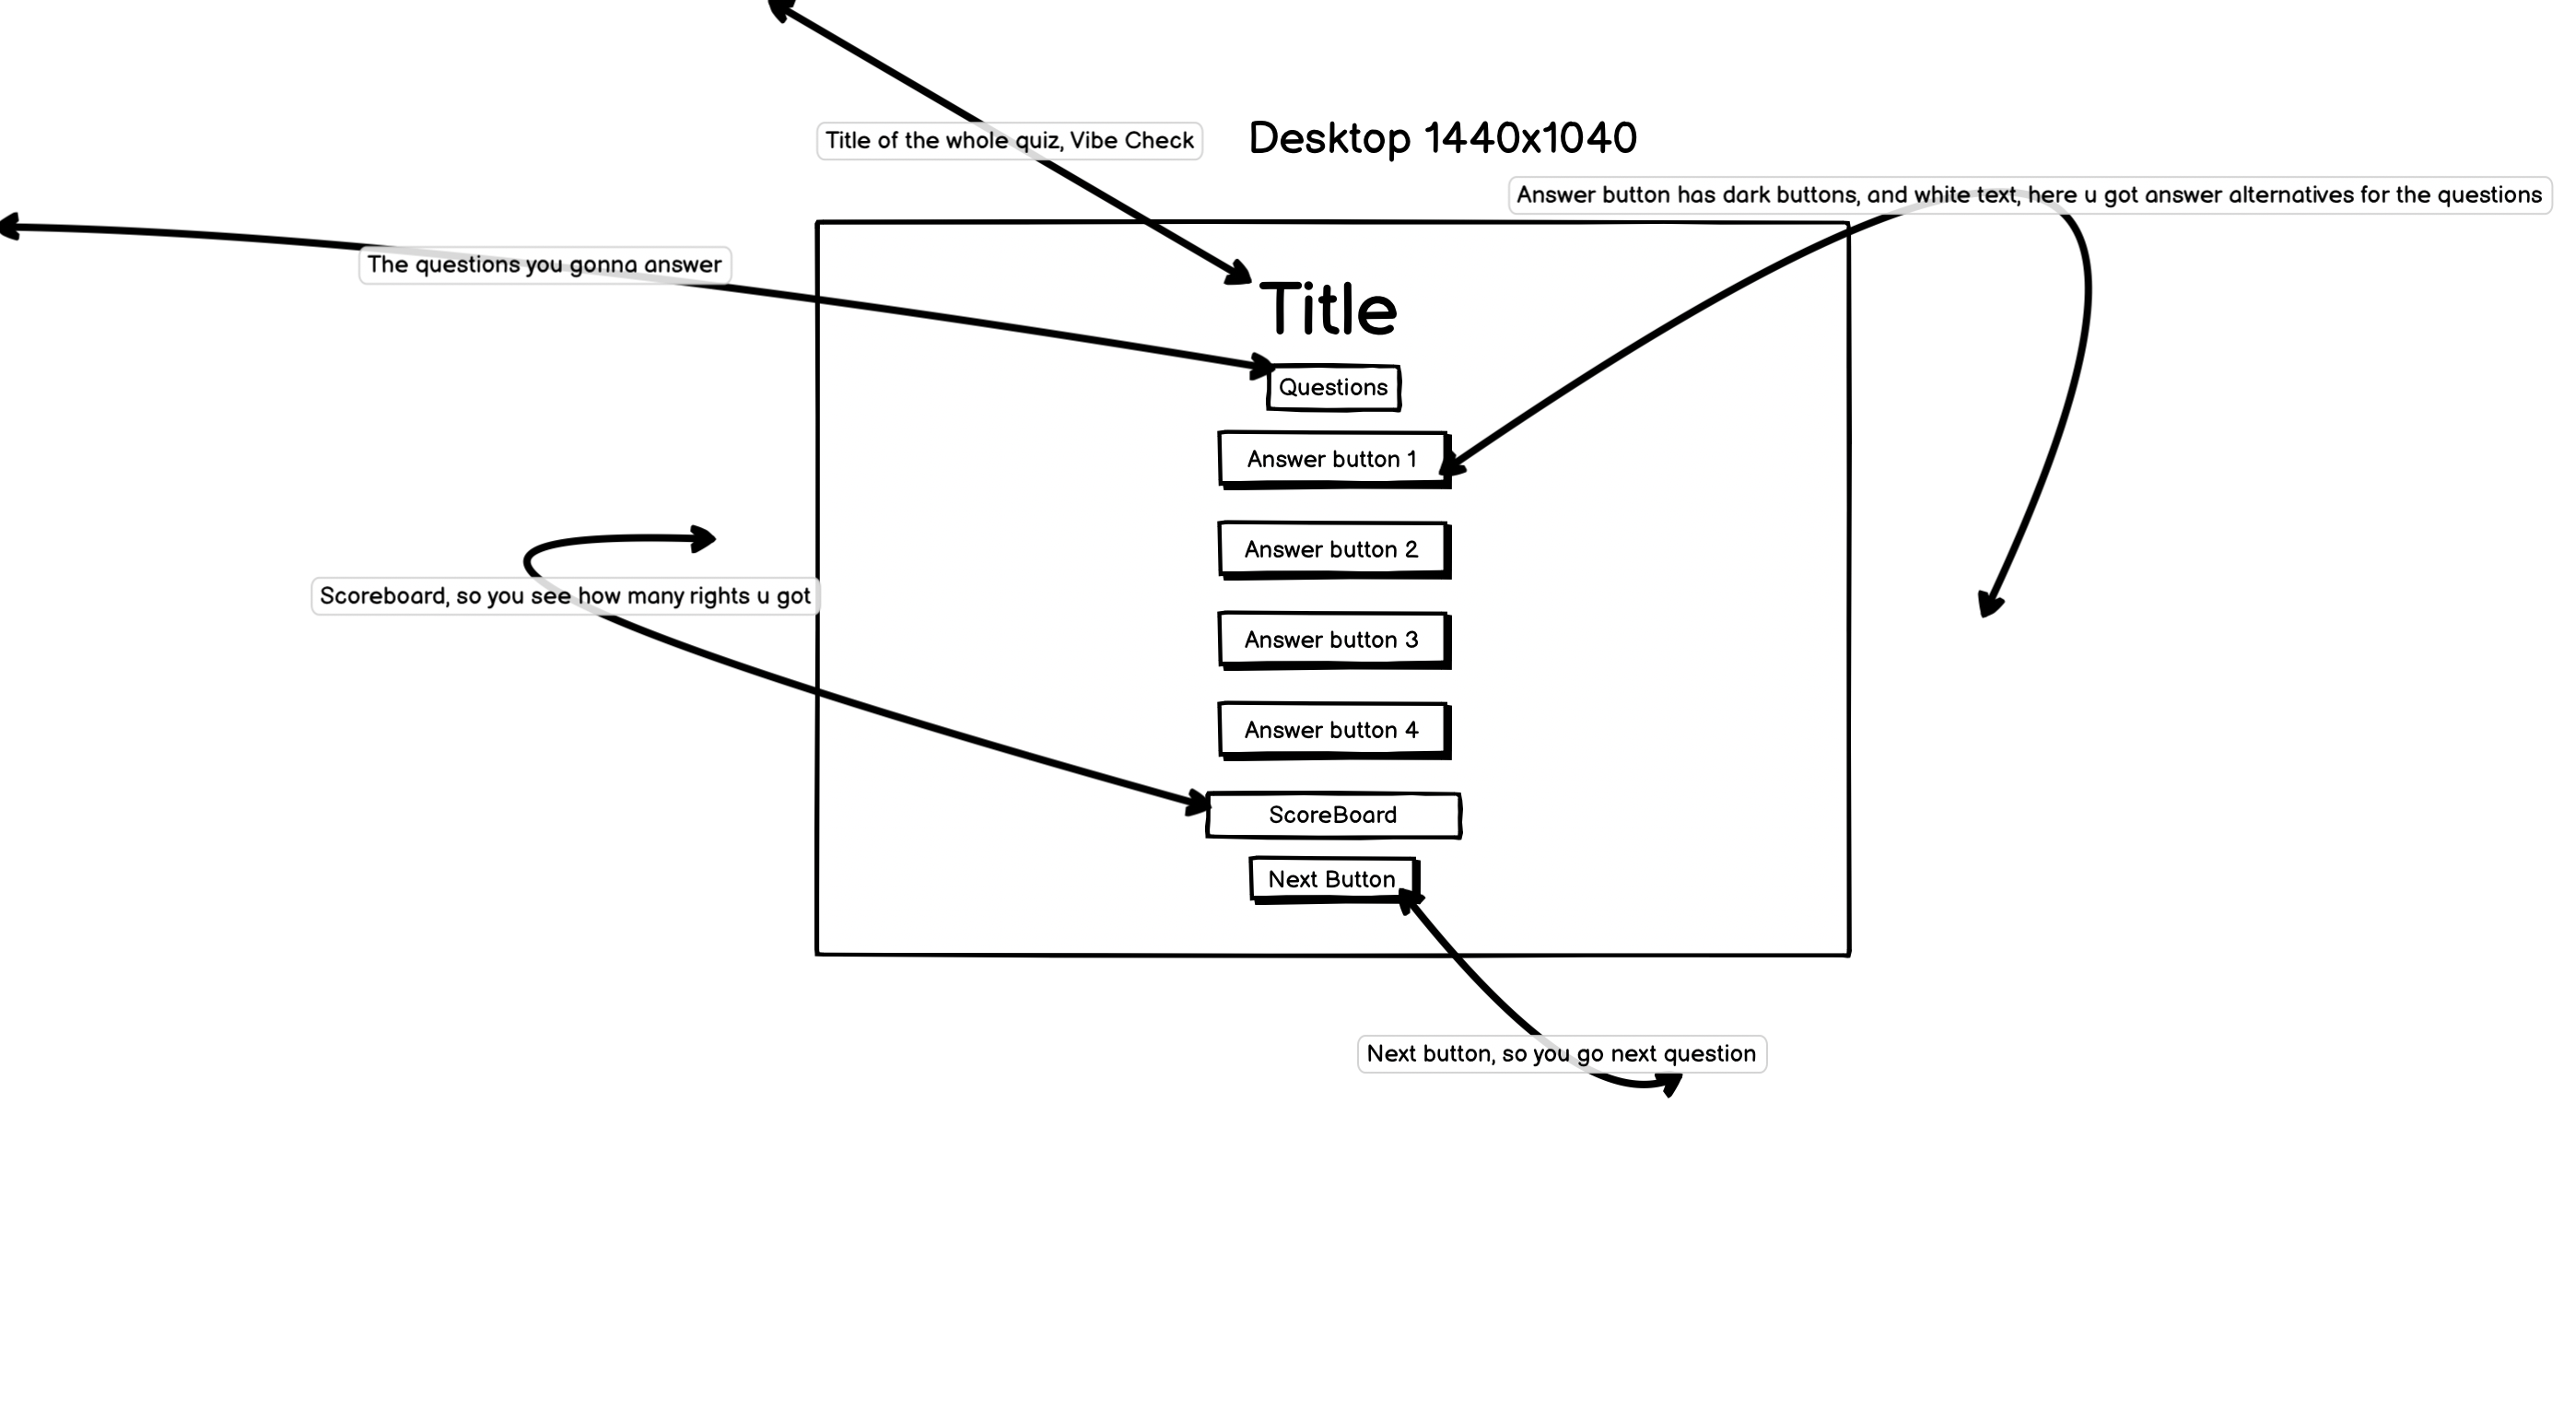 Title of the whole quiz, Vibe Check
Desktop 1440x1040
Answer button has dark buttons, and white text, here u got answer alternatives for the questions
The questions you gonna answer
Title
Questions
Answer button 1
Answer button 2
Scoreboard, so you see how many rights u got
Answer button 3
Answer button 4
ScoreBoard
Next Button
Next button, so you go next question